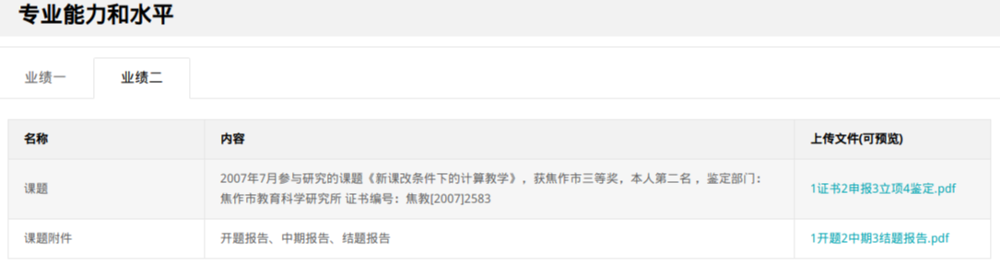 专业能力和水平
业绩一 业绩二
名称 内容 上传文件(可预览)
课题 2007年7月参与研究的课题《新课改条件下的计算教学》，获焦作市三等奖，本人第二名，鉴定部门： 1证书2申报3立项4鉴定.pdf
焦作市教育科学研究所 证书编号：焦教[2007]2583
课题附件 开题报告、中期报告、结题报告 1开题2中期3结题报告.pdf